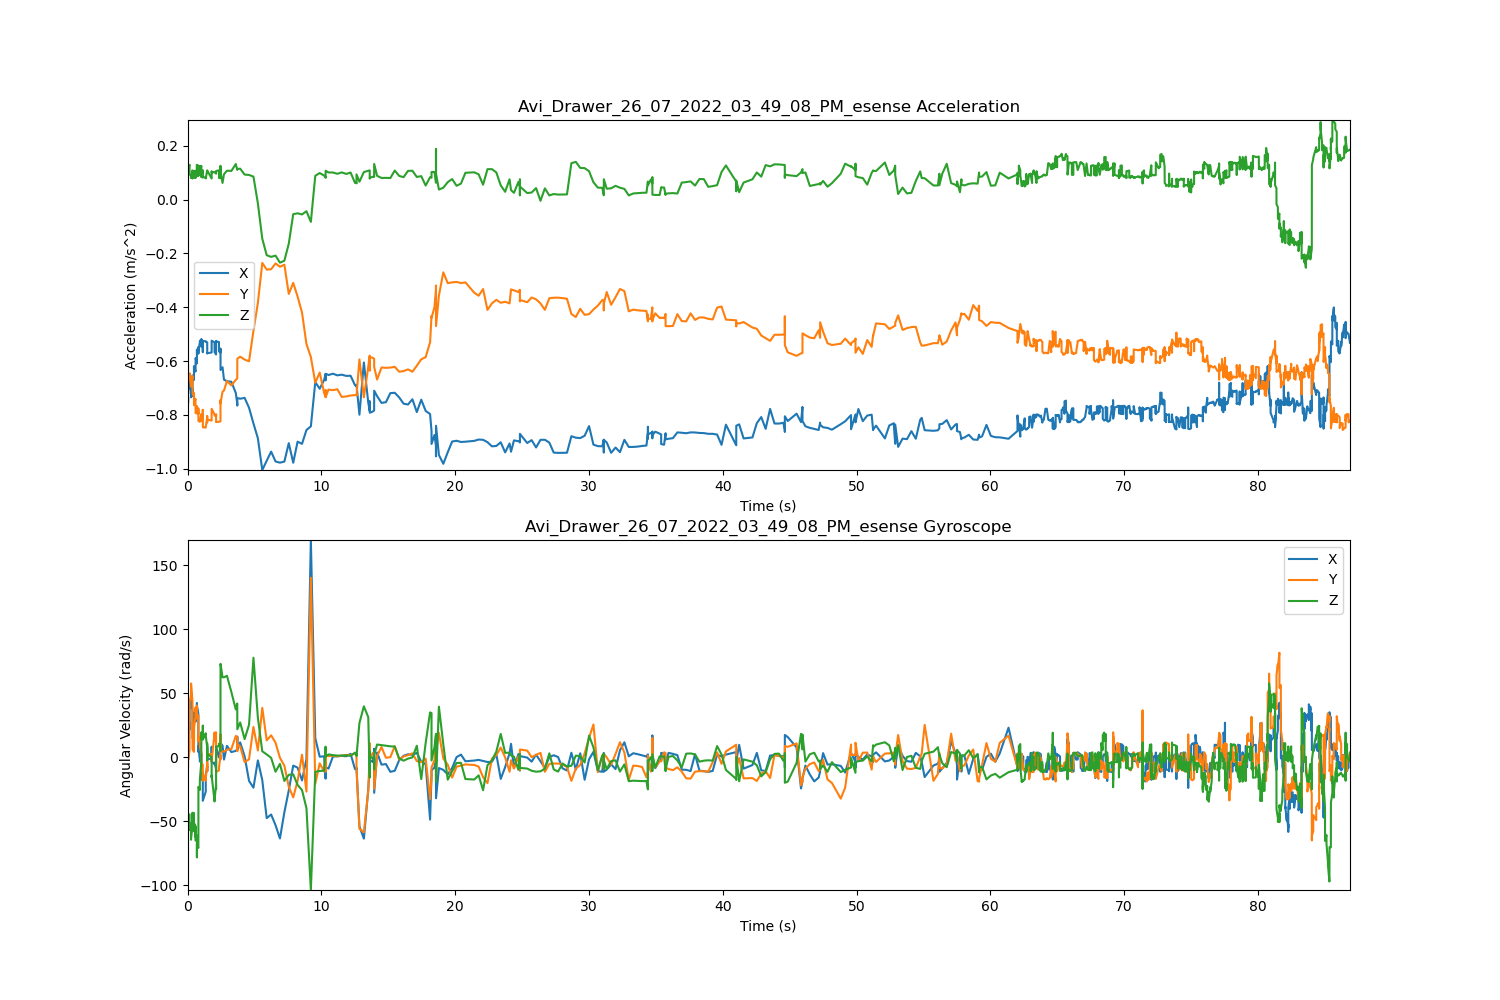 Avi_Drawer_26_07_2022_03_49_08_PM_esense Acceleration
Acceleration (m/s^2)
0.2
0.0
−0.2
−0.4
−0.6
−0.8
−1.0
X
Y
Z
0 10 20 30 40 50 60 70 80
Time (s)
Avi_Drawer_26_07_2022_03_49_08_PM_esense Gyroscope
Angular Velocity (rad/s)
150
100
50
0
−50
−100
X
Y
Z
0 10 20 30 40 50 60 70 80
Time (s)